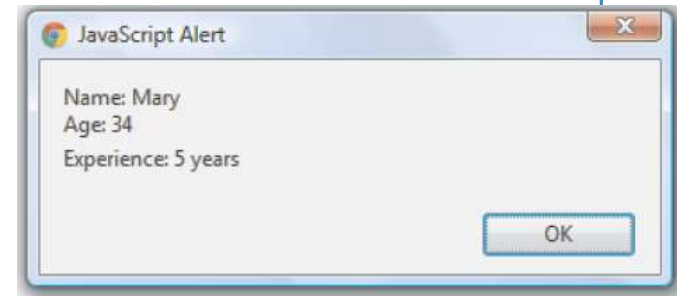 JavaScript Alert
Name: Mary
Age: 34
Experience: 5 years
OK